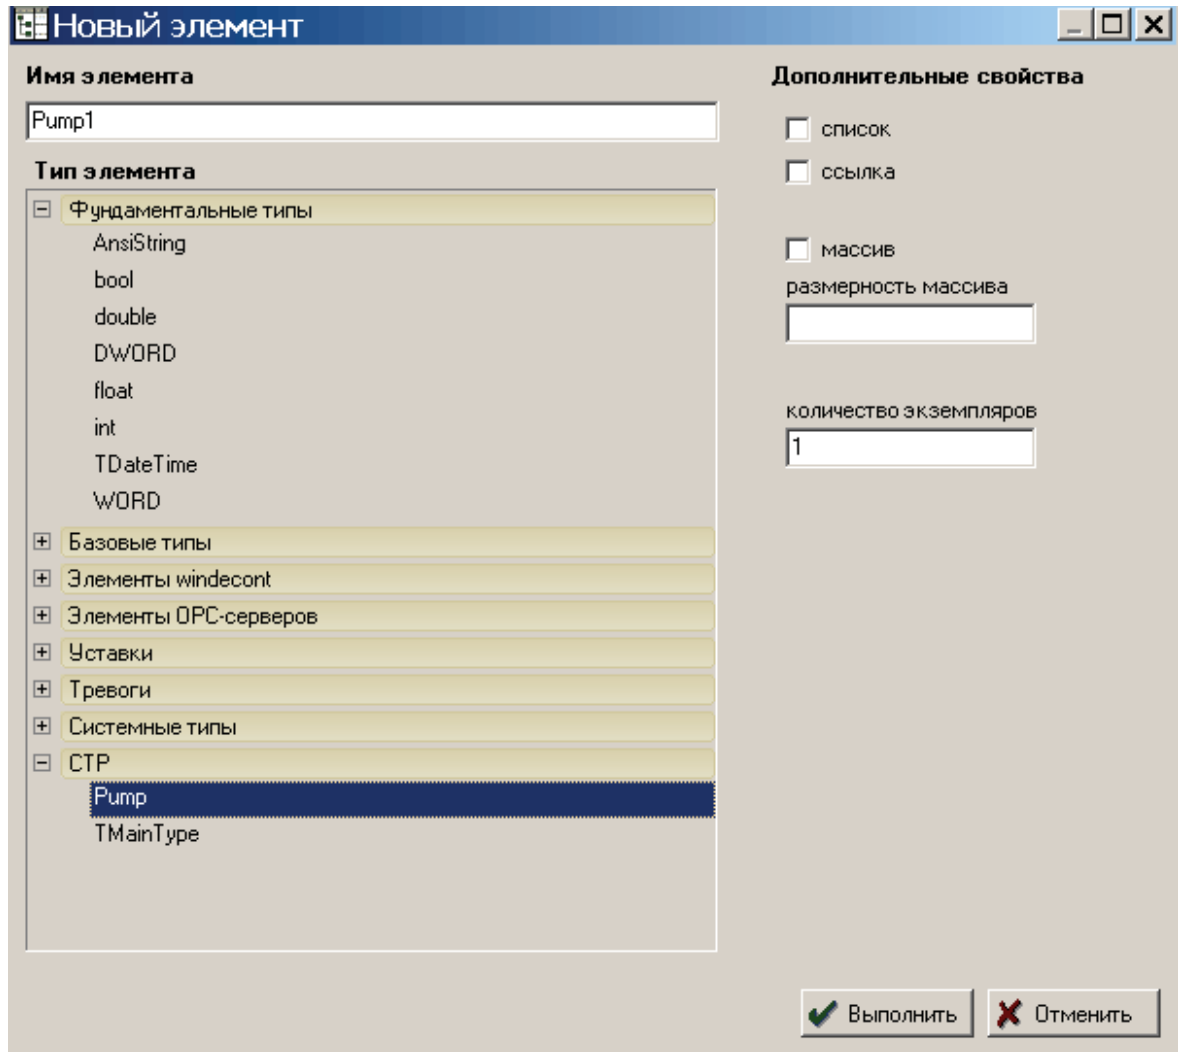 Новый элемент
Имя элемента
Pump1
Тип элемента
Фундаментальные типы
AnsiString
bool
double
DWORD
float
int
TDateTime
WORD
Базовые типы
Элементы windecont
Элементы OPC-серверов
Уставки
Тревоги
Системные типы
СТР
Pump
TMainType
Дополнительные свойства
список
ссылка
массив
размерность массива
количество экземпляров
1
Выполнить
Отменить